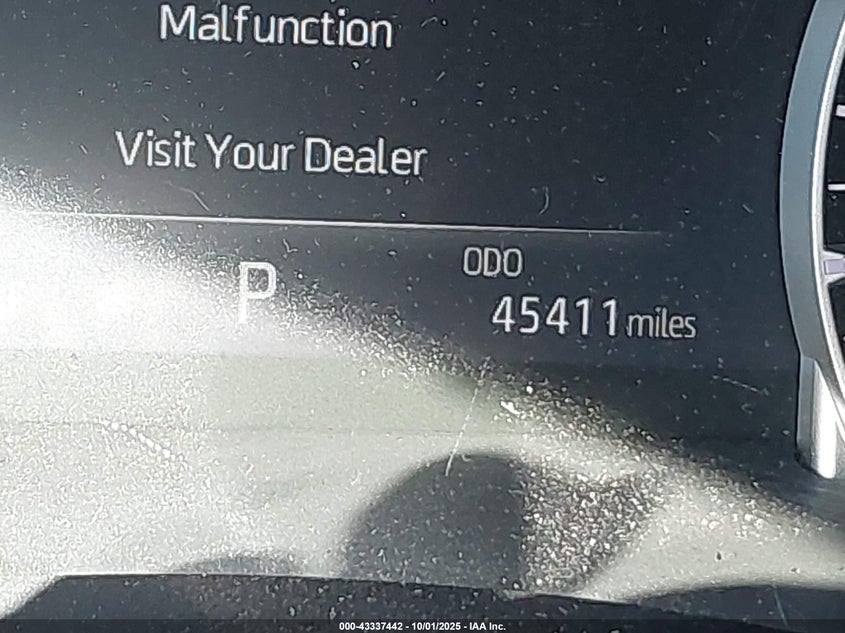 Malfunction
Visit Your Dealer
P
ODO
45411 miles
000-43337442 - 10/01/2025 - IAA Inc.